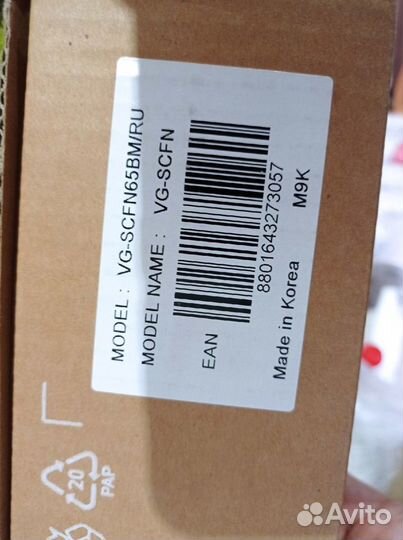 MODEL : VG-SCFN65BM/RU
MODEL NAME : VG-SCFN
EAN
8801643273057
Made in Korea M9K
20
PAP
Avito